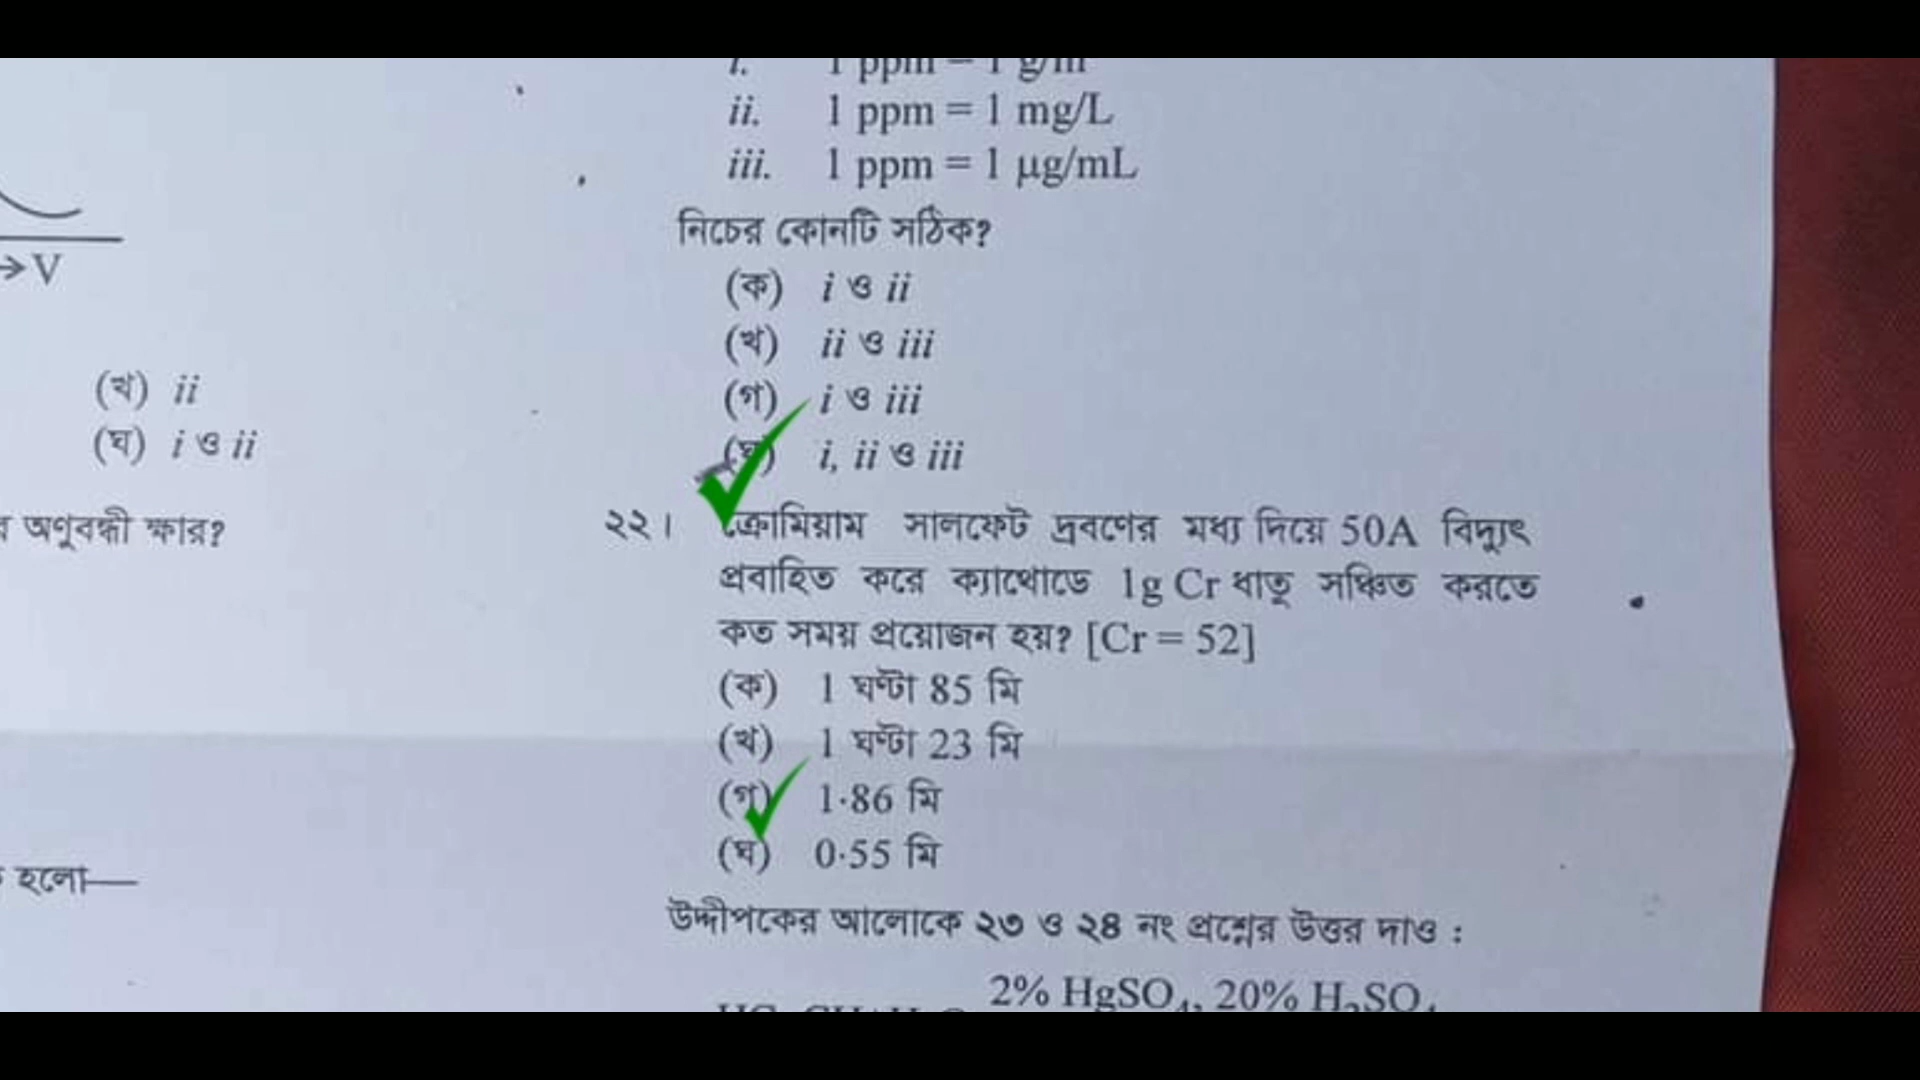 →V
(খ) ii
(ঘ) i ও ii
অণুবন্ধী ক্ষার?
হলো—
i. 1 ppm = 1 g/m
ii. 1 ppm = 1 mg/L
iii. 1 ppm = 1 μg/mL
নিচের কোনটি সঠিক?
(ক) i ও ii
(খ) ii ও iii
(গ) i ও iii
(ঘ) i, ii ও iii
২২। ক্রোমিয়াম সালফেট দ্রবণের মধ্য দিয়ে 50A বিদ্যুৎ
প্রবাহিত করে ক্যাথোডে 1g Cr ধাতু সঞ্চিত করতে
কত সময় প্রয়োজন হয়? [Cr = 52]
(ক) 1 ঘণ্টা 85 মি
(খ) 1 ঘণ্টা 23 মি
(গ) 1·86 মি
(ঘ) 0·55 মি
উদ্দীপকের আলোকে ২৩ ও ২৪ নং প্রশ্নের উত্তর দাও :
2% HgSO₄, 20% H₂SO₄